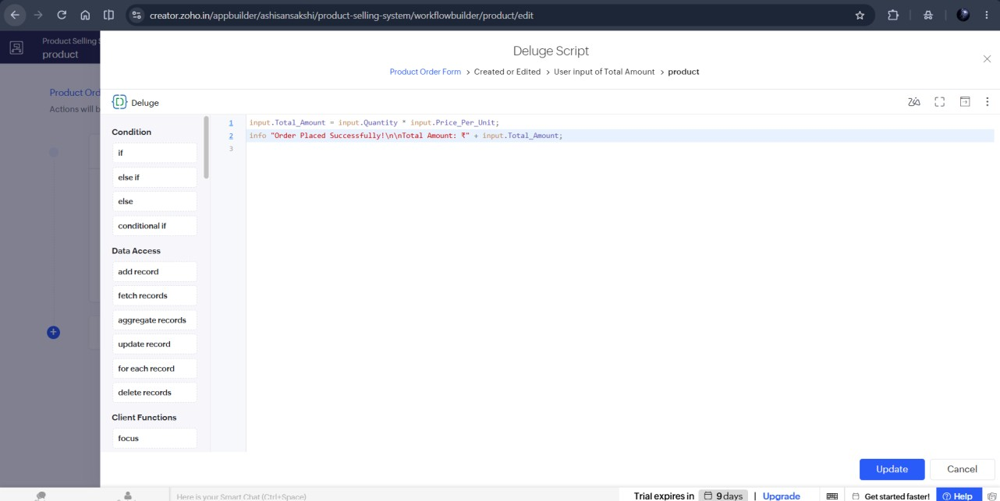 creator.zoho.in/appbuilder/ashisansakshi/product-selling-system/workflowbuilder/product/edit
Product Selling
product
Deluge Script
Product Order Form > Created or Edited > User input of Total Amount > product
Product Ord
Actions will b
Deluge
Condition
if
else if
else
conditional if
Data Access
add record
fetch records
aggregate records
update record
for each record
delete records
Client Functions
focus
1 input.Total_Amount = input.Quantity * input.Price_Per_Unit;
2 info "Order Placed Successfully!\n\nTotal Amount: ₹" + input.Total_Amount;
3
Update
Cancel
Here is your Smart Chat (Ctrl+Space)
Trial expires in 9 days | Upgrade
Get started faster!
Help